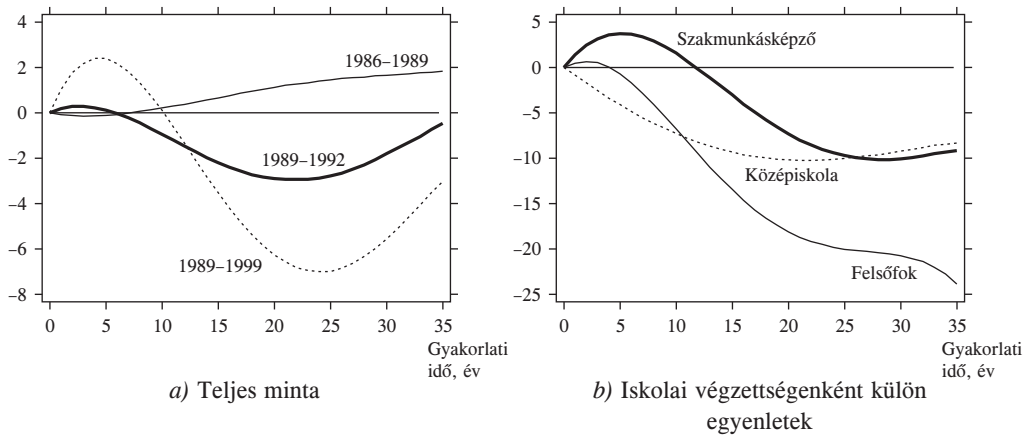 4
2
0
–2
–4
–6
–8
1986–1989
1989–1992
1989–1999
0 5 10 15 20 25 30 35
Gyakorlati
idő, év
a) Teljes minta
5
0
–5
–10
–15
–20
–25
Szakmunkásképző
Középiskola
Felsőfok
0 5 10 15 20 25 30 35
Gyakorlati
idő, év
b) Iskolai végzettségenként külön
egyenletek